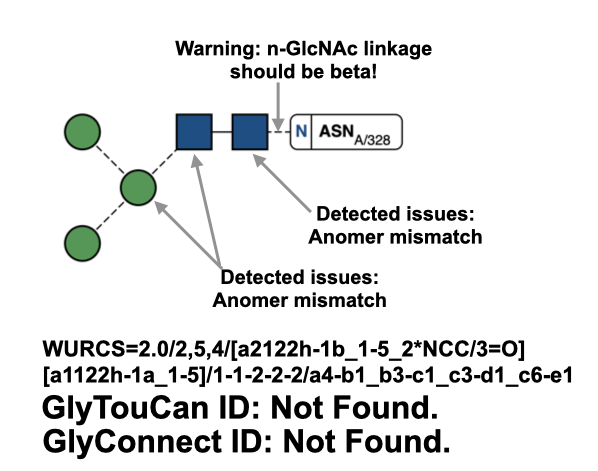 Warning: n-GlcNAc linkage
should be beta!
N ASN A/328
Detected issues:
Anomer mismatch
Detected issues:
Anomer mismatch
WURCS=2.0/2,5,4/[a2122h-1b_1-5_2*NCC/3=O]
[a1122h-1a_1-5]/1-1-2-2-2/a4-b1_b3-c1_c3-d1_c6-e1
GlyTouCan ID: Not Found.
GlyConnect ID: Not Found.